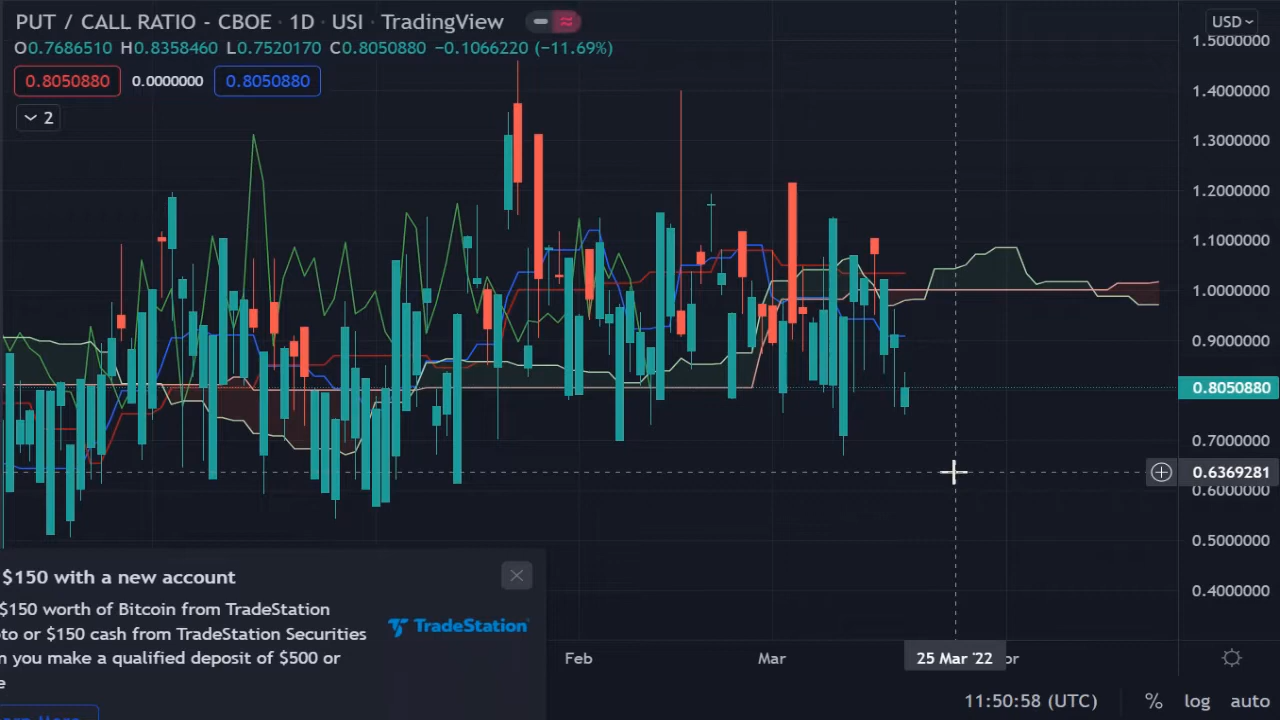 PUT / CALL RATIO - CBOE · 1D · USI · TradingView
O0.7686510 H0.8358460 L0.7520170 C0.8050880 −0.1066220 (−11.69%)
0.8050880 0.0000000 0.8050880
2
USD
1.5000000
1.4000000
1.3000000
1.2000000
1.1000000
1.0000000
0.9000000
0.8050880
0.7000000
0.6369281
0.6000000
0.5000000
0.4000000
$150 with a new account
$150 worth of Bitcoin from TradeStation
to or $150 cash from TradeStation Securities
n you make a qualified deposit of $500 or
e
TradeStation
Feb Mar 25 Mar '22 or
11:50:58 (UTC) % log auto